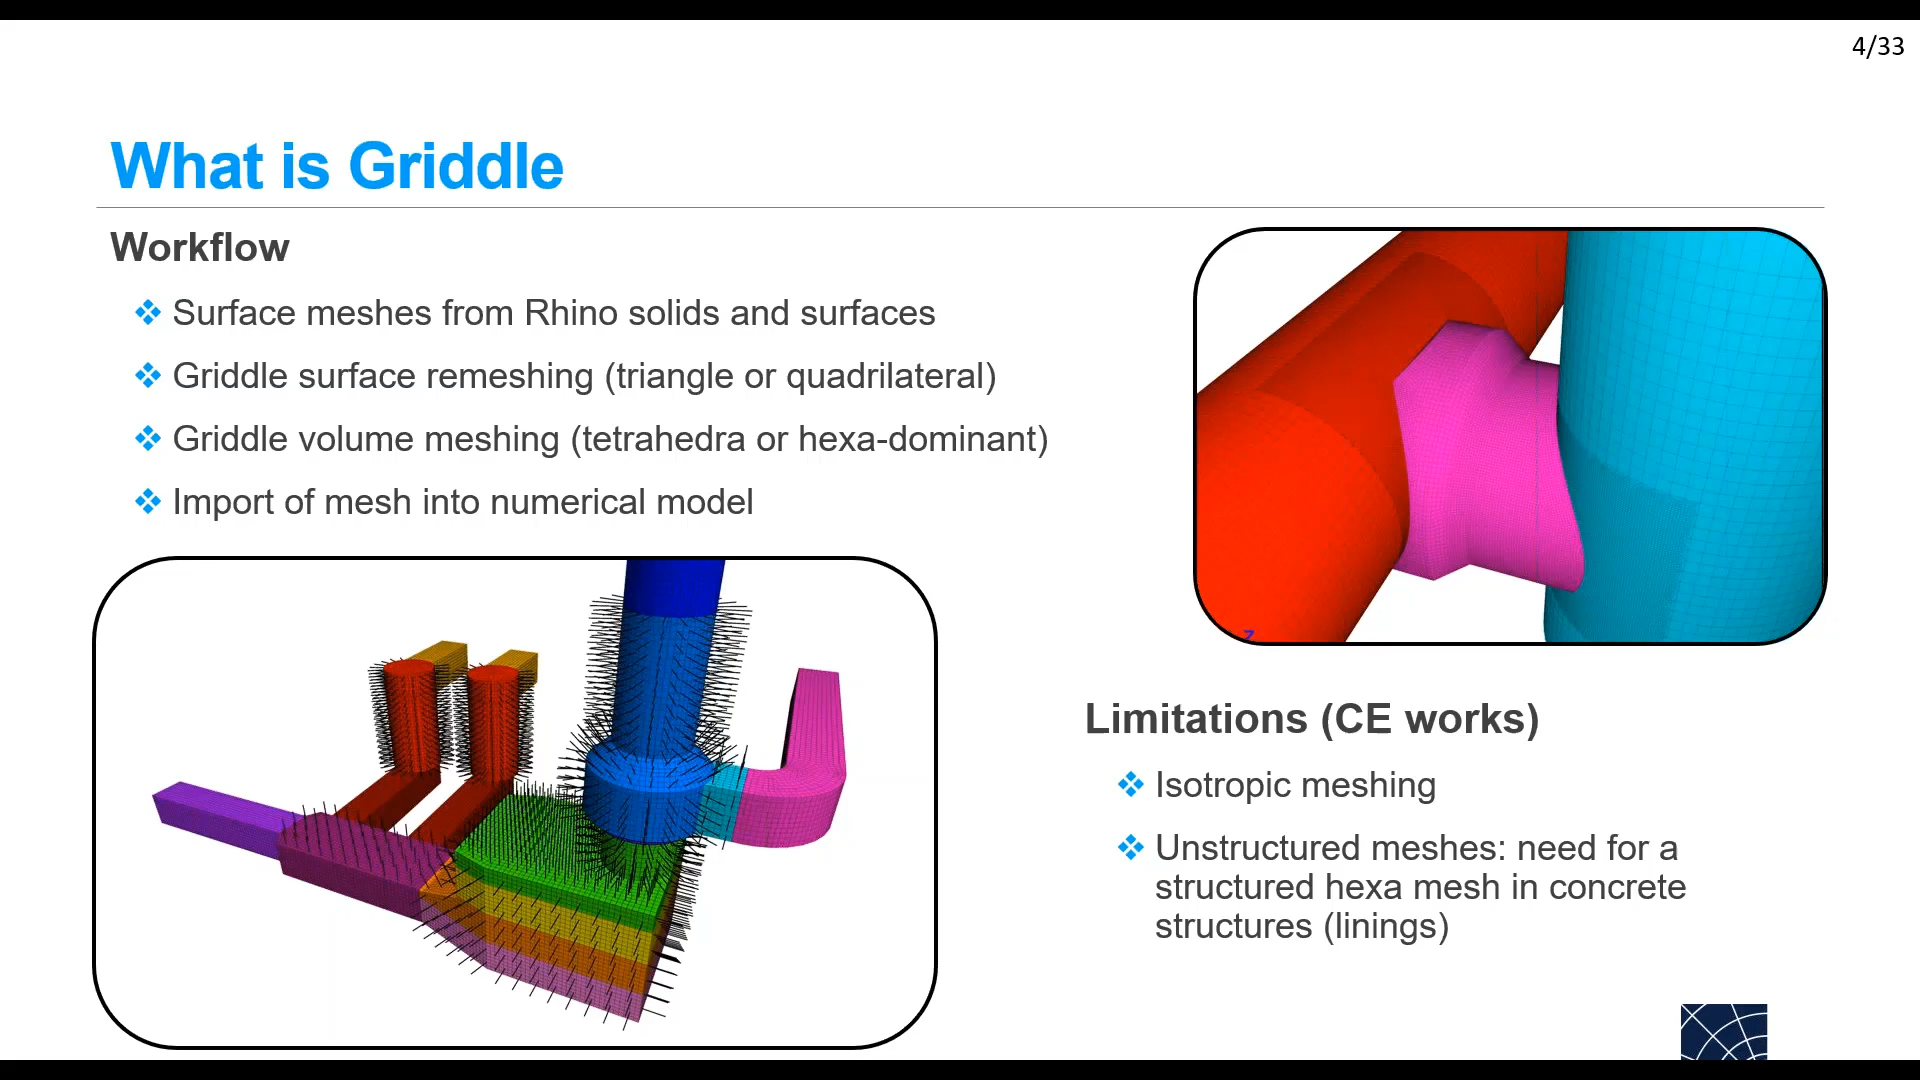 4/33
What is Griddle
Workflow
Surface meshes from Rhino solids and surfaces
Griddle surface remeshing (triangle or quadrilateral)
Griddle volume meshing (tetrahedra or hexa-dominant)
Import of mesh into numerical model
Z
Limitations (CE works)
Isotropic meshing
Unstructured meshes: need for a
structured hexa mesh in concrete
structures (linings)